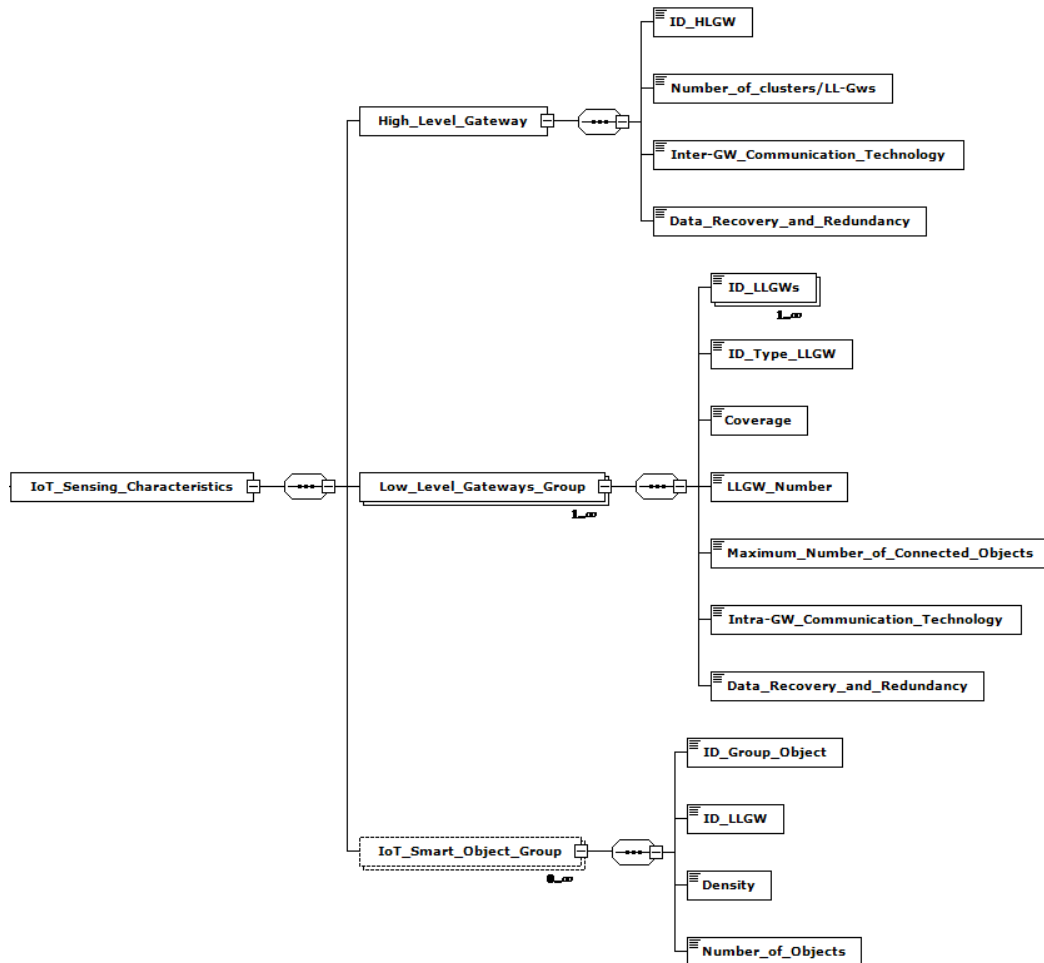 ID_HLGW
Number_of_clusters/LL-Gws
High_Level_Gateway
Inter-GW_Communication_Technology
Data_Recovery_and_Redundancy
ID_LLGWs
1..∞
ID_Type_LLGW
Coverage
IoT_Sensing_Characteristics
Low_Level_Gateways_Group
1..∞
LLGW_Number
Maximum_Number_of_Connected_Objects
Intra-GW_Communication_Technology
Data_Recovery_and_Redundancy
ID_Group_Object
ID_LLGW
IoT_Smart_Object_Group
0..∞
Density
Number_of_Objects